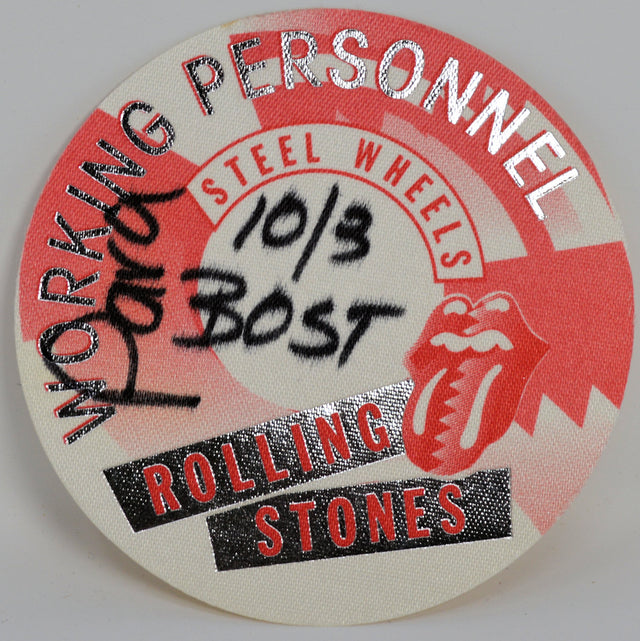 WORKING PERSONNEL
STEEL WHEELS
10/3
BOST
ROLLING
STONES